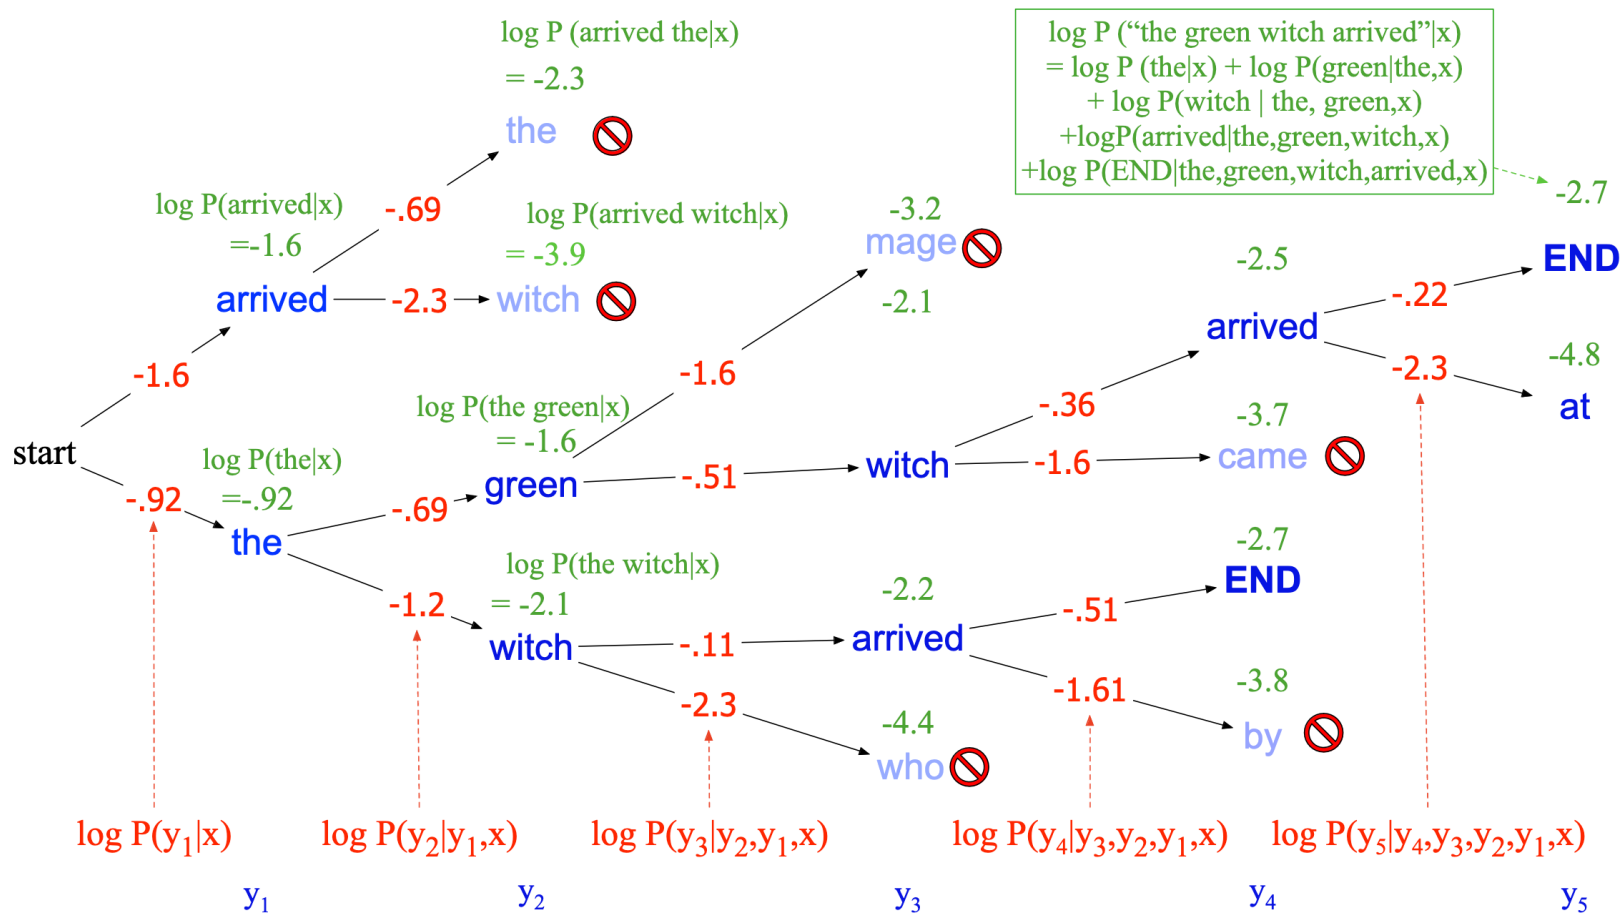 log P (arrived the|x)
= -2.3
the
log P ("the green witch arrived"|x)
= log P (the|x) + log P(green|the,x)
+ log P(witch | the, green,x)
+logP(arrived|the,green,witch,x)
+log P(END|the,green,witch,arrived,x)
-2.7
END
log P(arrived|x)
=-1.6
arrived
-.69
log P(arrived witch|x)
= -3.9
witch
-2.3
-3.2
mage
-2.1
-2.5
arrived
-.22
-2.3
-4.8
at
-1.6
start
-.92
log P(the|x)
=-.92
the
log P(the green|x)
= -1.6
green
-.69
-1.6
-.51
witch
-.36
-1.6
-3.7
came
-1.2
log P(the witch|x)
= -2.1
witch
-.11
-2.3
-2.2
arrived
-4.4
who
-.51
-1.61
-2.7
END
-3.8
by
log P(y₁|x)
log P(y₂|y₁,x)
log P(y₃|y₂,y₁,x)
log P(y₄|y₃,y₂,y₁,x)
log P(y₅|y₄,y₃,y₂,y₁,x)
y₁
y₂
y₃
y₄
y₅